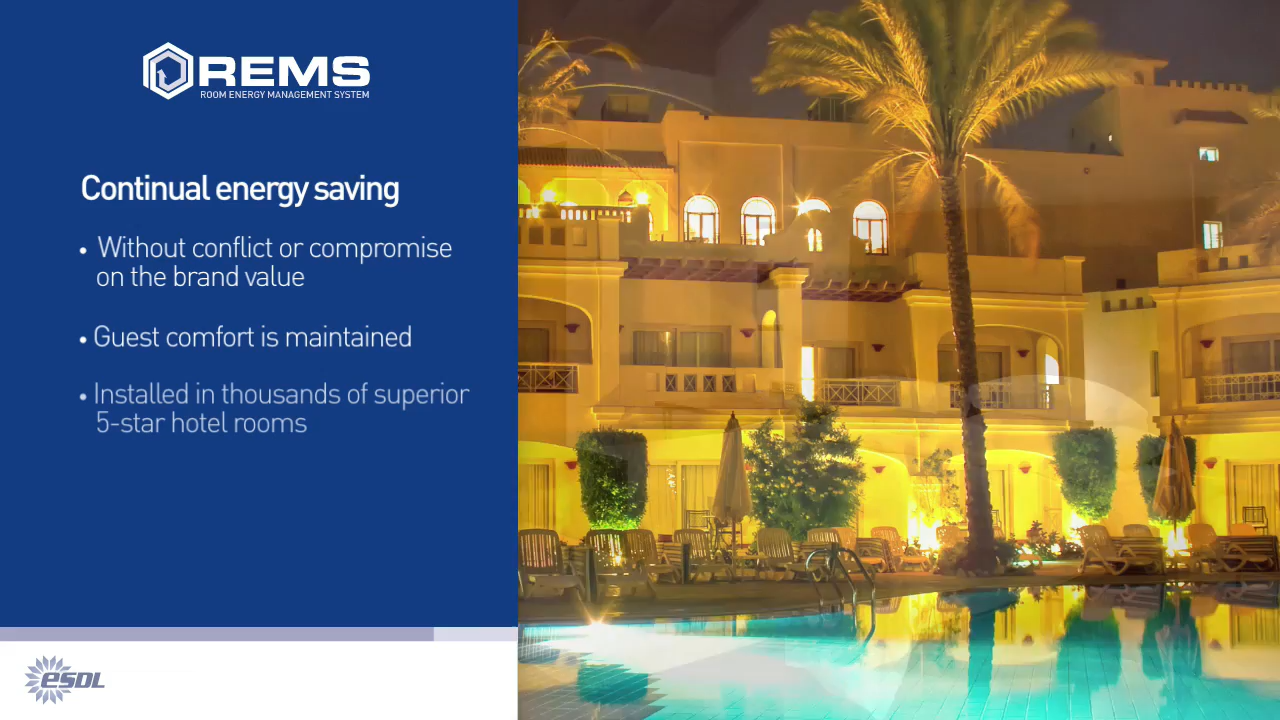 REMS
ROOM ENERGY MANAGEMENT SYSTEM
Continual energy saving
• Without conflict or compromise
on the brand value
• Guest comfort is maintained
• Installed in thousands of superior
5-star hotel rooms
eSOL